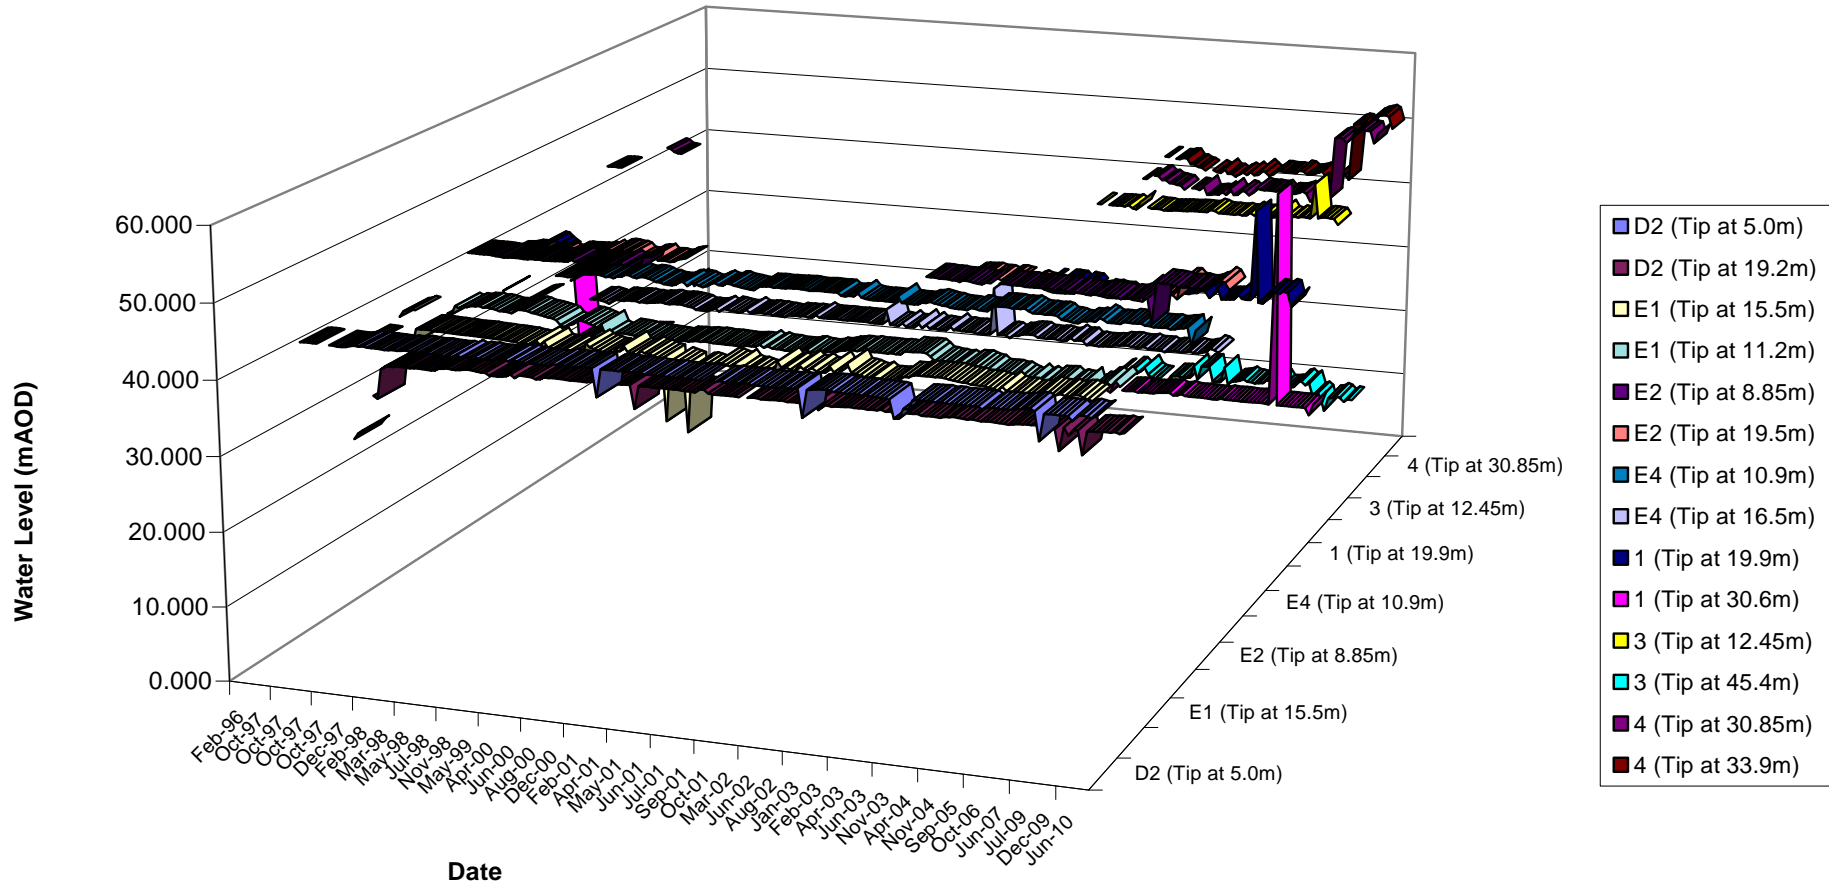 Water Level (mAOD)
60.000
50.000
40.000
30.000
20.000
10.000
0.000
Feb-96
Oct-97
Oct-97
Oct-97
Oct-97
Dec-97
Feb-98
Mar-98
May-98
Jul-98
Nov-98
May-99
Apr-00
Jun-00
Aug-00
Dec-00
Feb-01
Apr-01
May-01
Jun-01
Jul-01
Sep-01
Oct-01
Mar-02
Jun-02
Aug-02
Jan-03
Feb-03
Apr-03
Jun-03
Nov-03
Apr-04
Nov-04
Sep-05
Oct-06
Jun-07
Jul-09
Dec-09
Jun-10
Date
4 (Tip at 30.85m)
3 (Tip at 12.45m)
1 (Tip at 19.9m)
E4 (Tip at 10.9m)
E2 (Tip at 8.85m)
E1 (Tip at 15.5m)
D2 (Tip at 5.0m)
D2 (Tip at 5.0m)
D2 (Tip at 19.2m)
E1 (Tip at 15.5m)
E1 (Tip at 11.2m)
E2 (Tip at 8.85m)
E2 (Tip at 19.5m)
E4 (Tip at 10.9m)
E4 (Tip at 16.5m)
1 (Tip at 19.9m)
1 (Tip at 30.6m)
3 (Tip at 12.45m)
3 (Tip at 45.4m)
4 (Tip at 30.85m)
4 (Tip at 33.9m)